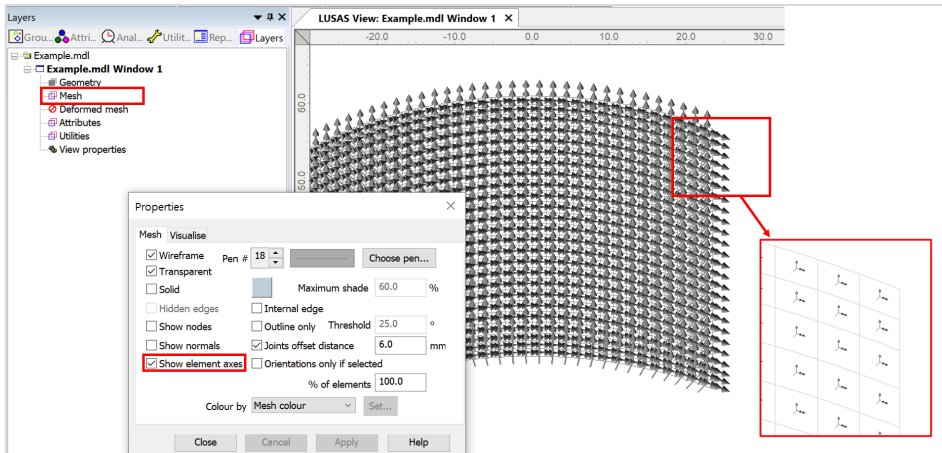 Layers
Grou... Attri... Anal... Utilit... Rep... Layers
Example.mdl
Example.mdl Window 1
Geometry
Mesh
Deformed mesh
Attributes
Utilities
View properties
LUSAS View: Example.mdl Window 1 X
-20.0 -10.0 0.0 10.0 20.0 30.0
60.0
50.0
Properties
Mesh Visualise
Wireframe Pen # 18 Choose pen...
Transparent
Solid Maximum shade 60.0 %
Hidden edges Internal edge
Show nodes Outline only Threshold 25.0 °
Show normals Joints offset distance 6.0 mm
Show element axes Orientations only if selected
% of elements 100.0
Colour by Mesh colour Set...
Close Cancel Apply Help